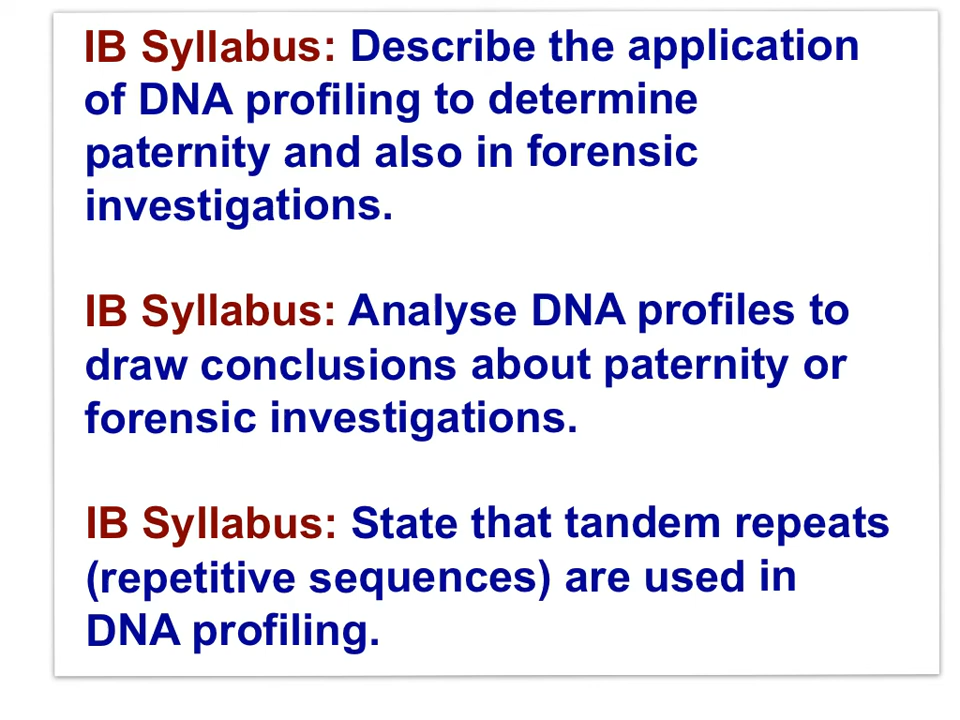 IB Syllabus: Describe the application
of DNA profiling to determine
paternity and also in forensic
investigations.
IB Syllabus: Analyse DNA profiles to
draw conclusions about paternity or
forensic investigations.
IB Syllabus: State that tandem repeats
(repetitive sequences) are used in
DNA profiling.